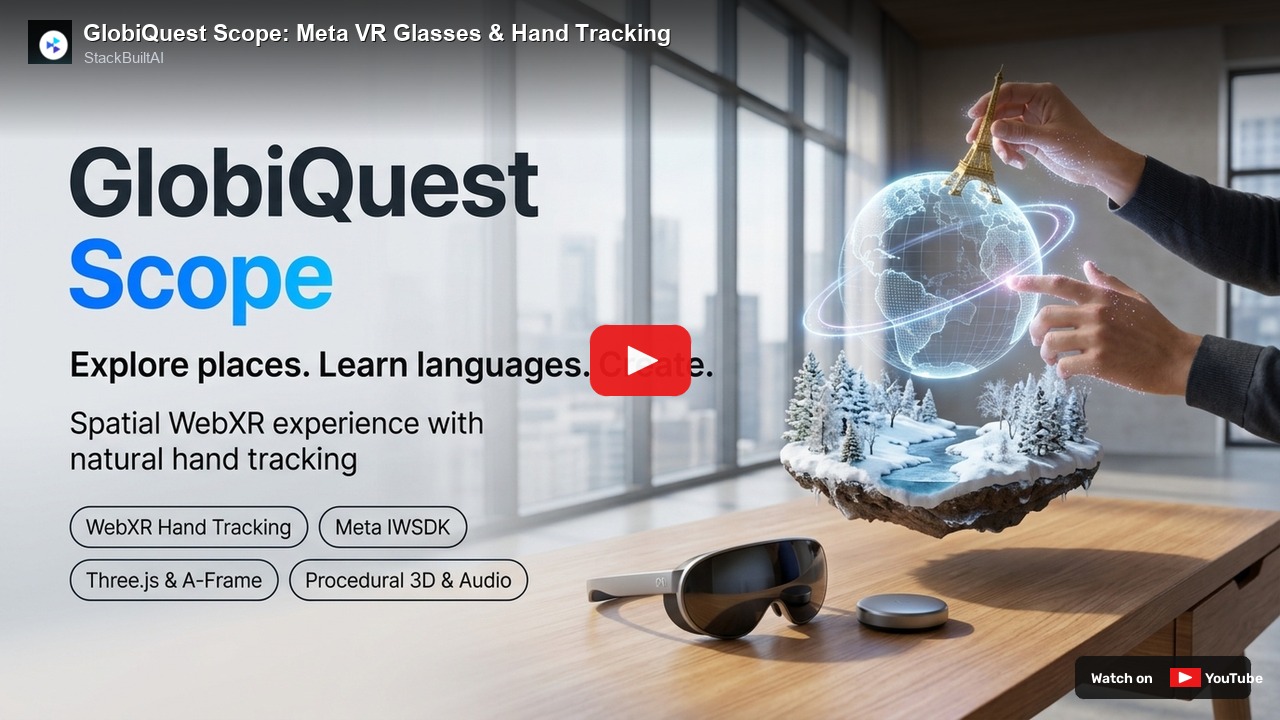 GlobiQuest Scope: Meta VR Glasses & Hand Tracking
StackBuiltAI
GlobiQuest
Scope
Explore places. Learn languages. Create.
Spatial WebXR experience with
natural hand tracking
WebXR Hand Tracking
Meta IWSDK
Three.js & A-Frame
Procedural 3D & Audio
Watch on YouTube